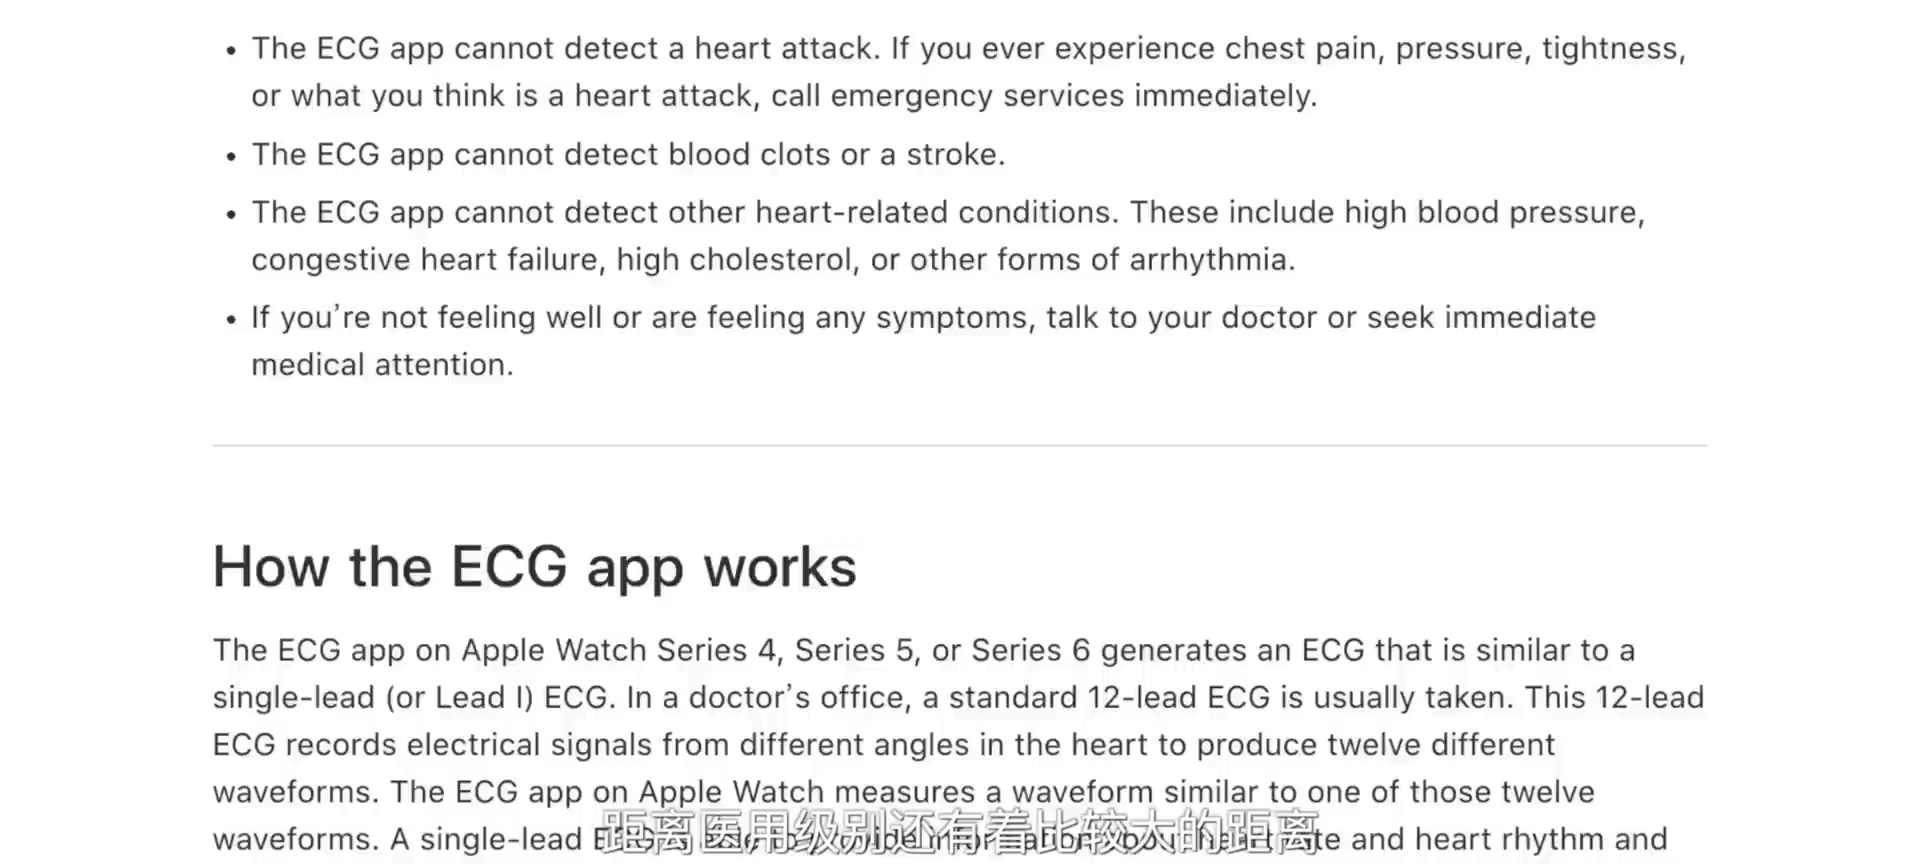 • The ECG app cannot detect a heart attack. If you ever experience chest pain, pressure, tightness,
or what you think is a heart attack, call emergency services immediately.
• The ECG app cannot detect blood clots or a stroke.
• The ECG app cannot detect other heart-related conditions. These include high blood pressure,
congestive heart failure, high cholesterol, or other forms of arrhythmia.
• If you’re not feeling well or are feeling any symptoms, talk to your doctor or seek immediate
medical attention.
How the ECG app works
The ECG app on Apple Watch Series 4, Series 5, or Series 6 generates an ECG that is similar to a
single-lead (or Lead I) ECG. In a doctor’s office, a standard 12-lead ECG is usually taken. This 12-lead
ECG records electrical signals from different angles in the heart to produce twelve different
waveforms. The ECG app on Apple Watch measures a waveform similar to one of those twelve
waveforms. A single-lead and heart rhythm and
距离医用级别还有着比较大的距离